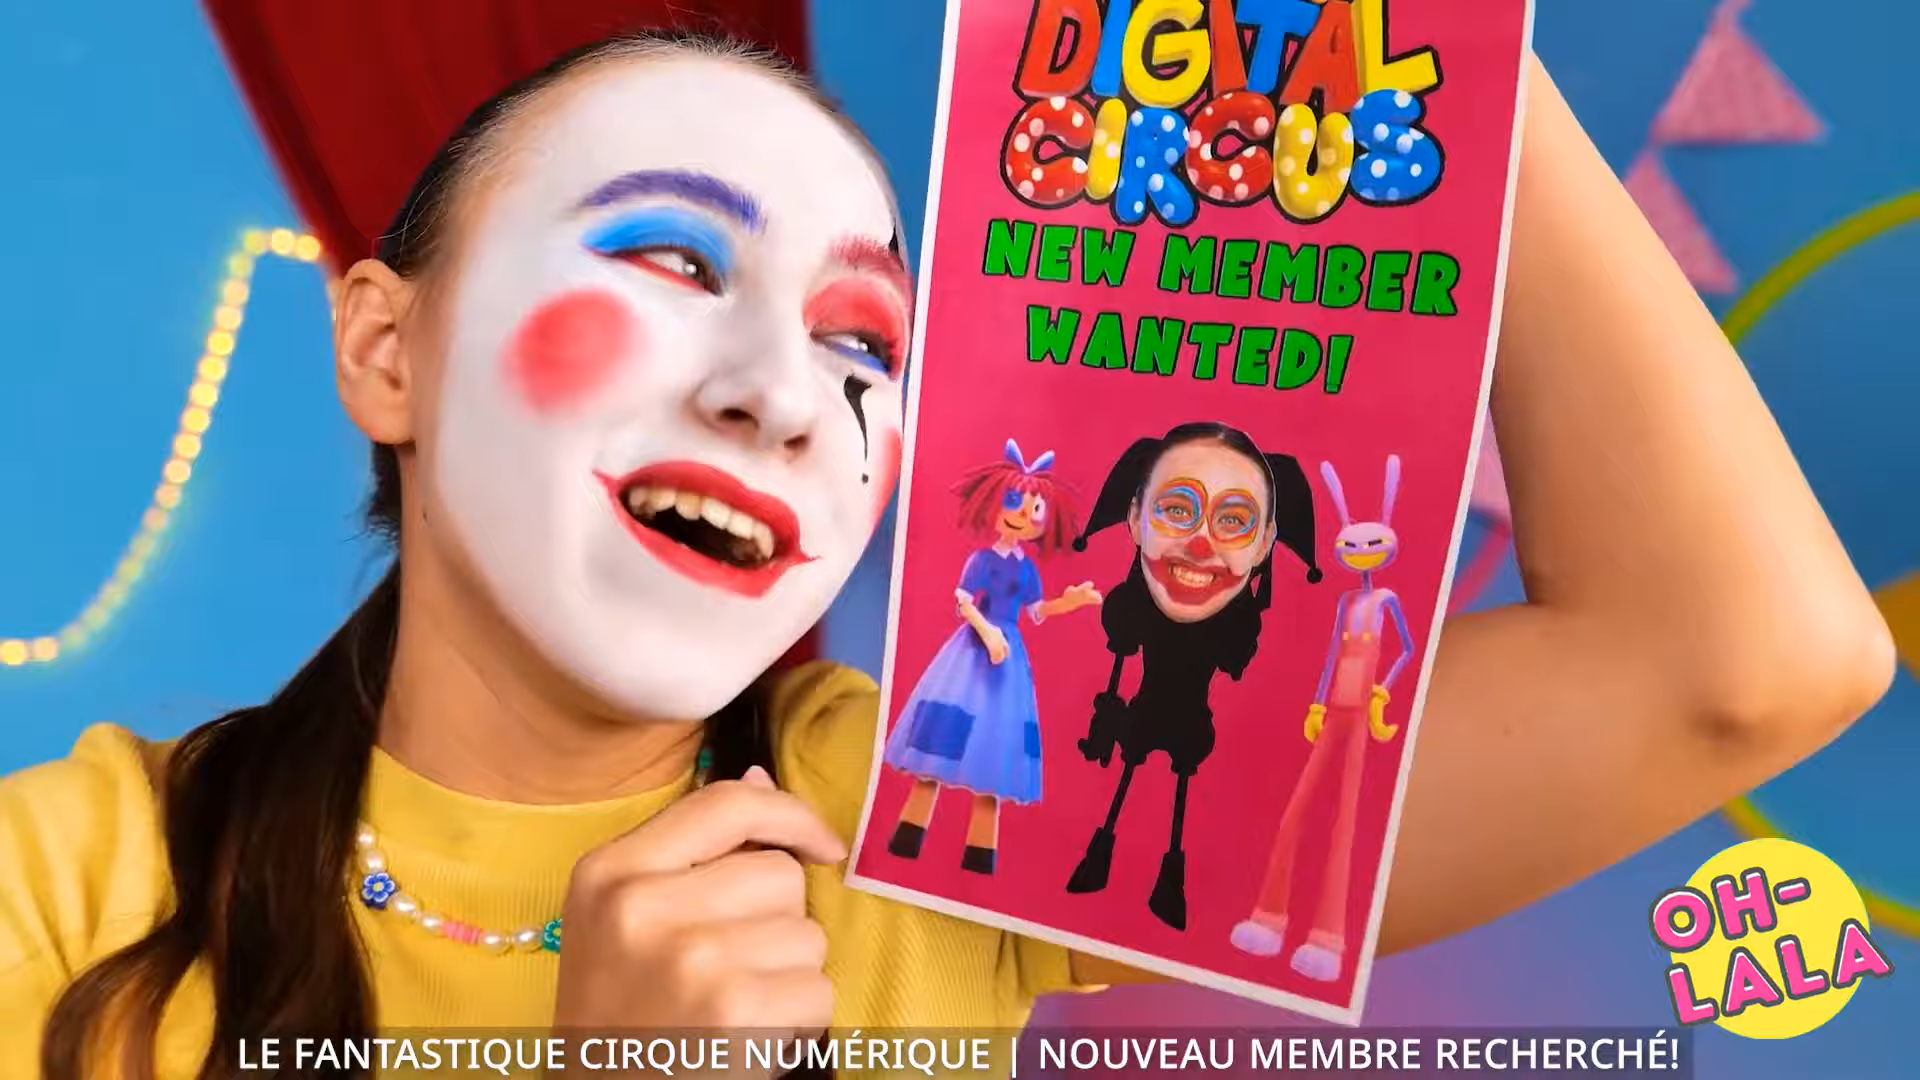 DIGITAL
CIRCUS
NEW MEMBER
WANTED!
OH-
LALA
LE FANTASTIQUE CIRQUE NUMÉRIQUE | NOUVEAU MEMBRE RECHERCHÉ!